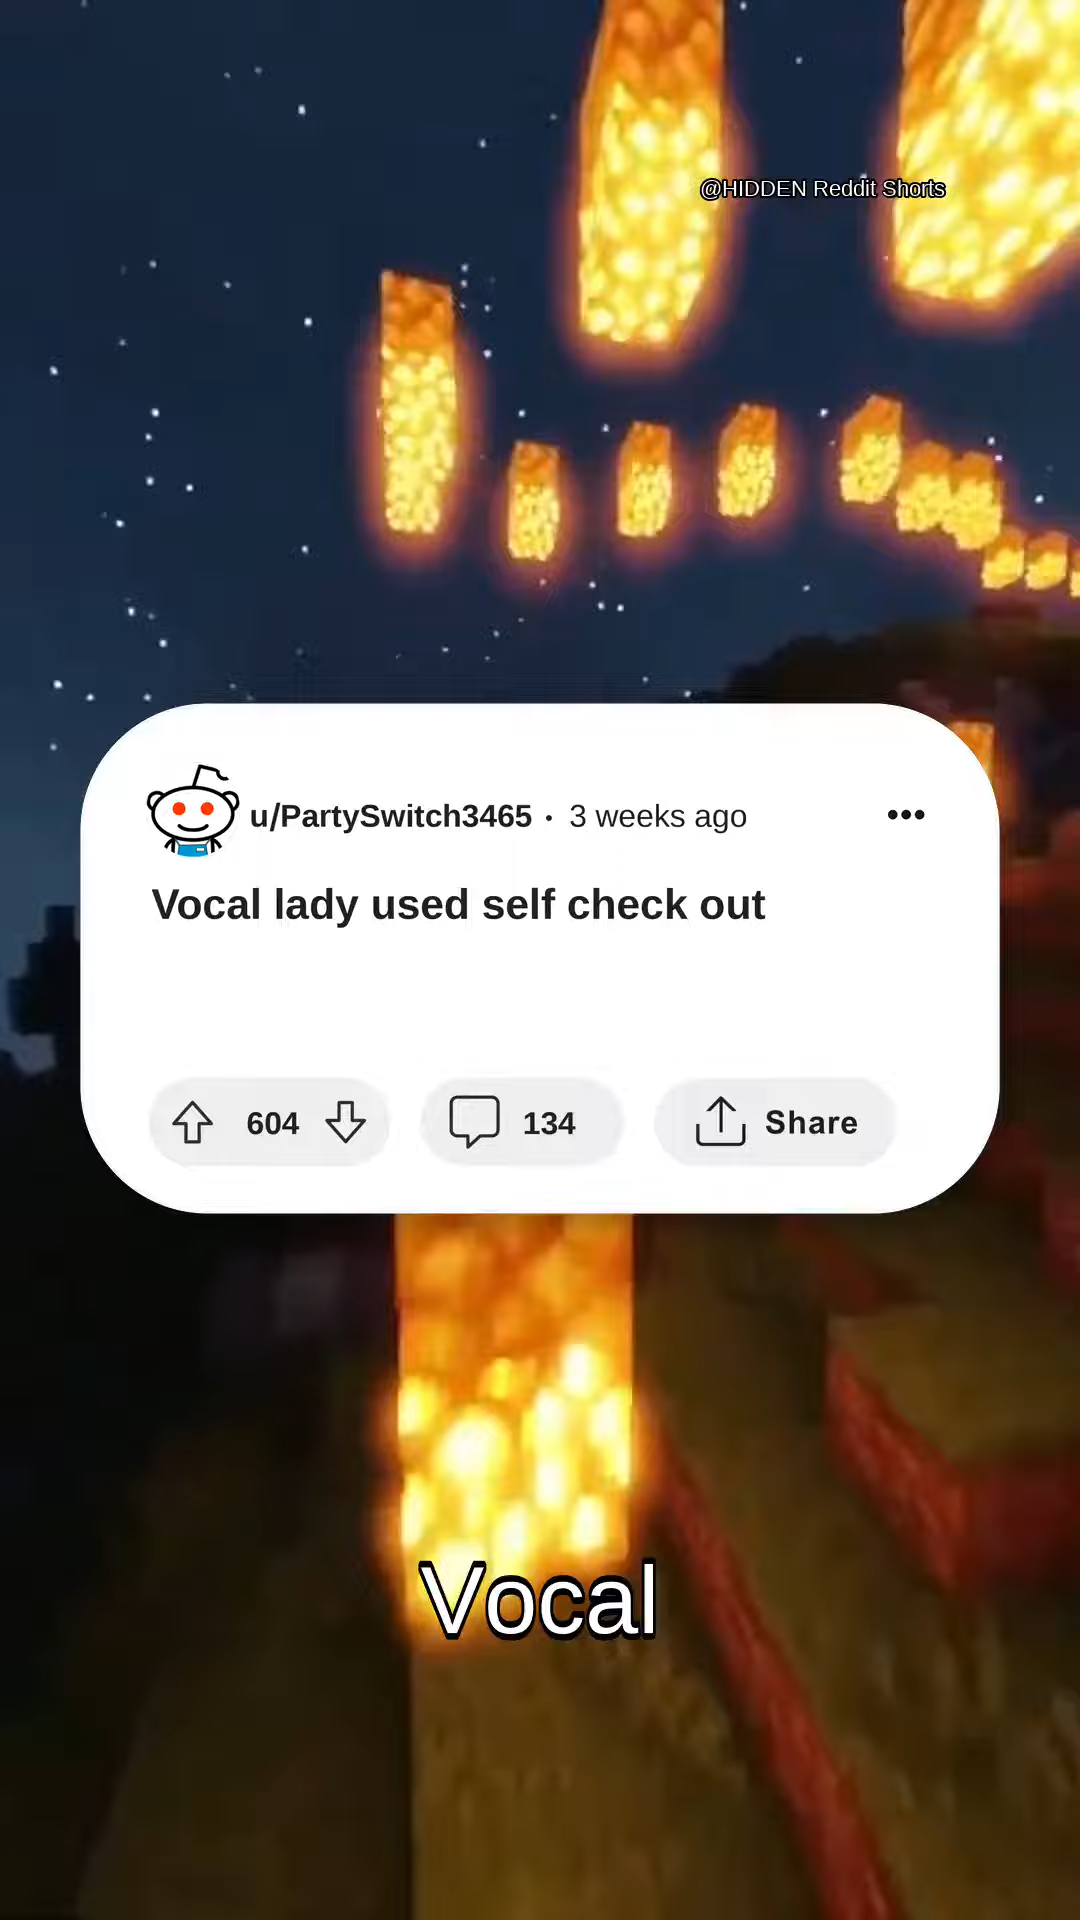 @HIDDEN Reddit Shorts
u/PartySwitch3465 · 3 weeks ago
Vocal lady used self check out
604
134
Share
Vocal